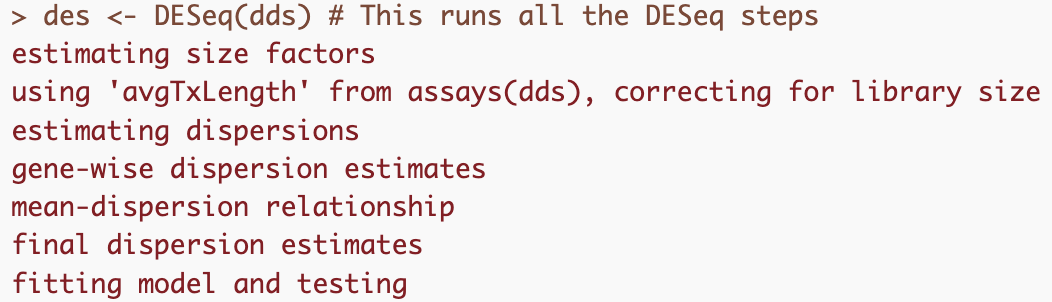 > des <- DESeq(dds) # This runs all the DESeq steps
estimating size factors
using 'avgTxLength' from assays(dds), correcting for library size
estimating dispersions
gene-wise dispersion estimates
mean-dispersion relationship
final dispersion estimates
fitting model and testing